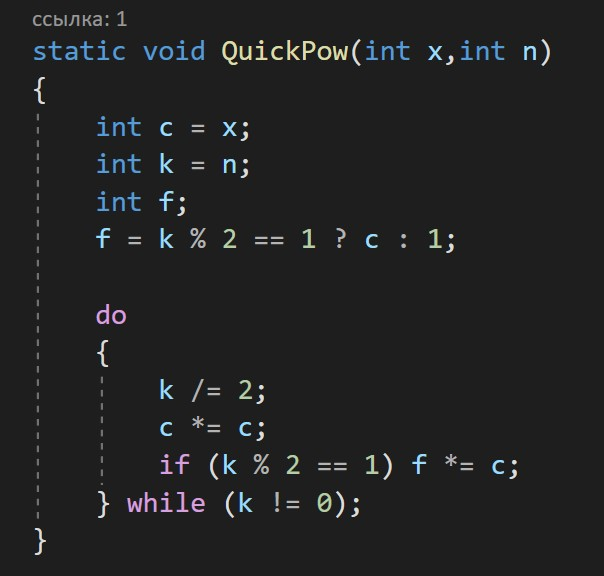 ссылка: 1
static void QuickPow(int x,int n)
{
int c = x;
int k = n;
int f;
f = k % 2 == 1 ? c : 1;
do
{
k /= 2;
c *= c;
if (k % 2 == 1) f *= c;
} while (k != 0);
}